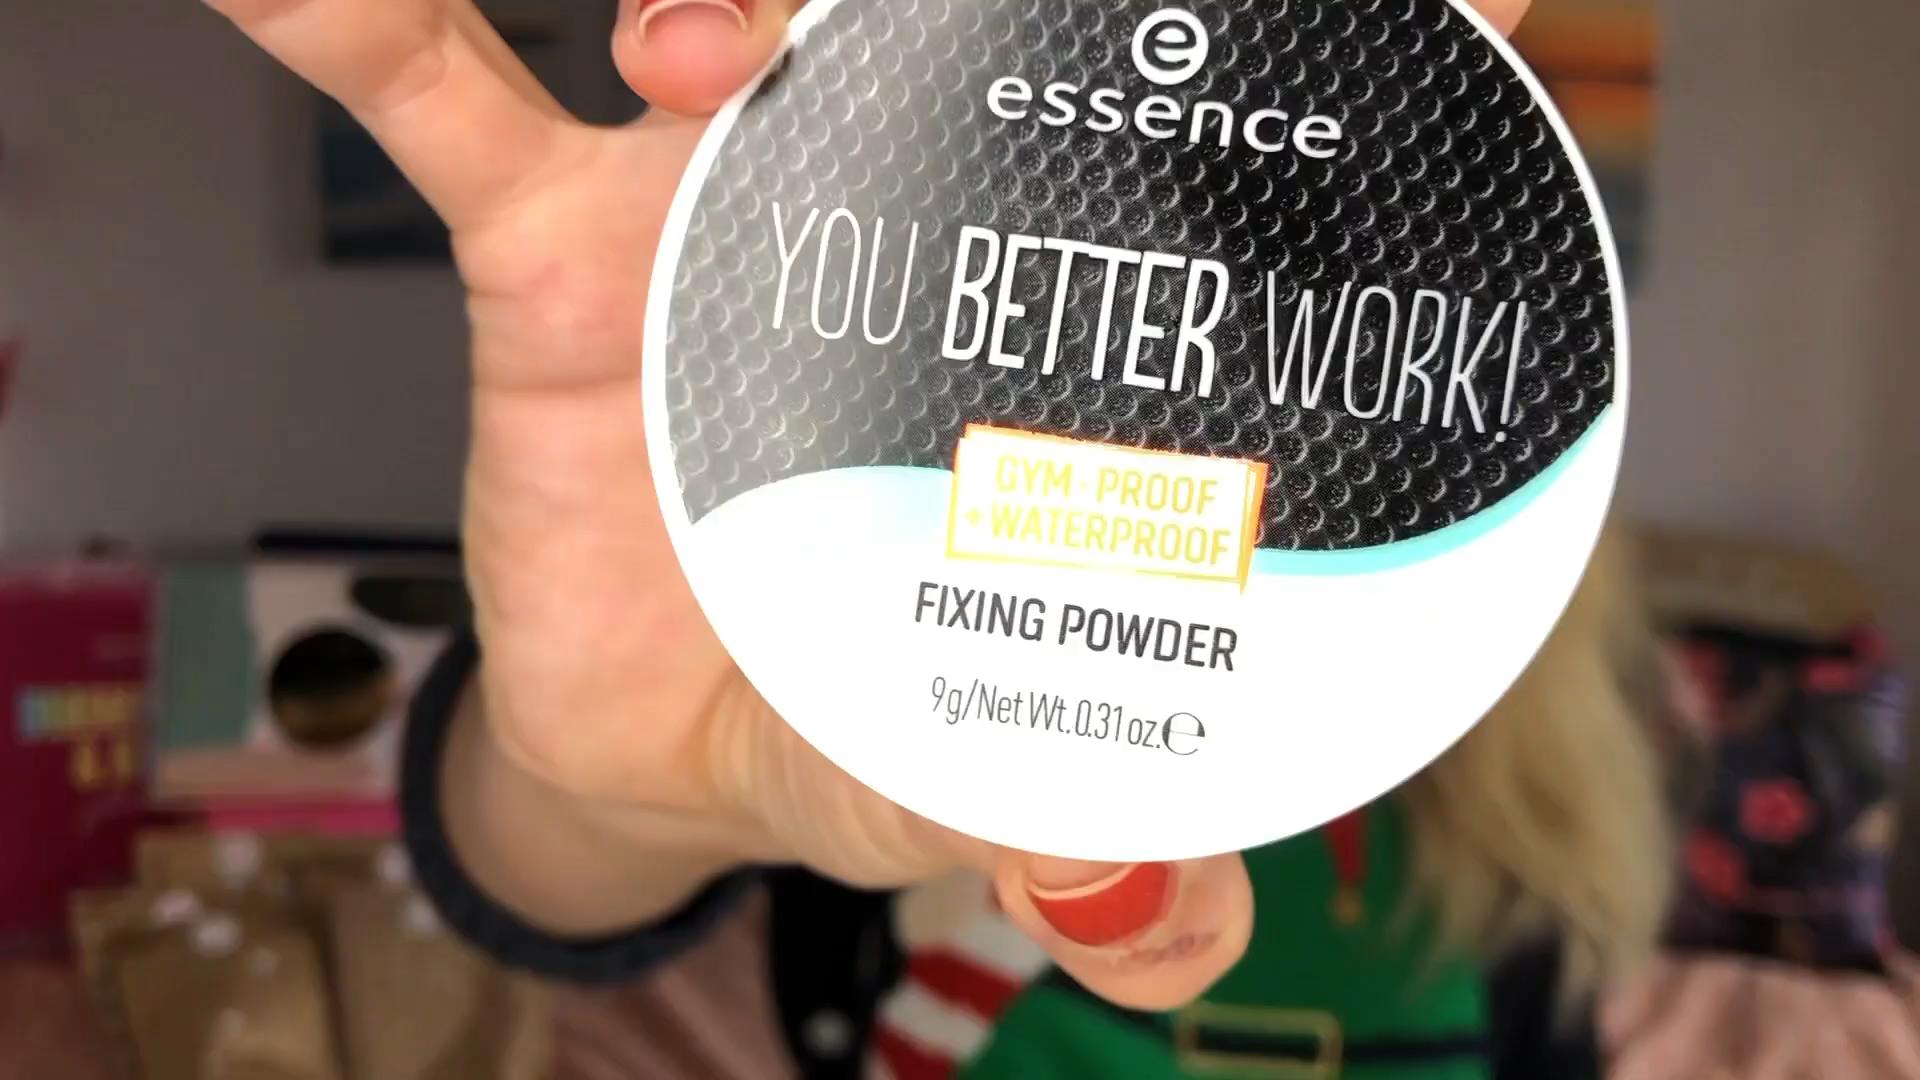 e
essence
YOU BETTER WORK!
GYM-PROOF
+WATERPROOF
FIXING POWDER
9g/Net Wt. 0.31 oz. ℮